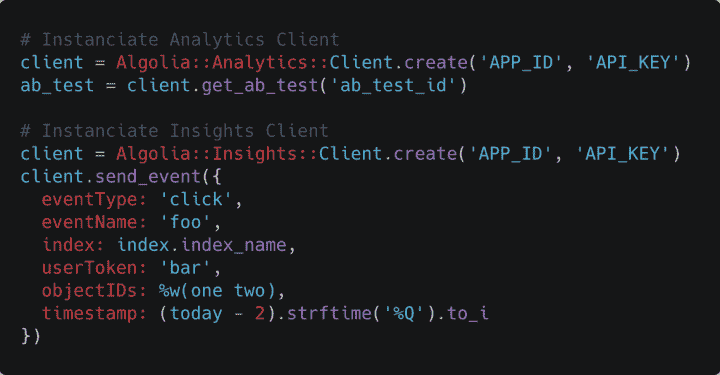 # Instanciate Analytics Client
client = Algolia::Analytics::Client.create('APP_ID', 'API_KEY')
ab_test = client.get_ab_test('ab_test_id')
# Instanciate Insights Client
client = Algolia::Insights::Client.create('APP_ID', 'API_KEY')
client.send_event({
  eventType: 'click',
  eventName: 'foo',
  index: index.index_name,
  userToken: 'bar',
  objectIDs: %w(one two),
  timestamp: (today - 2).strftime('%Q').to_i
})